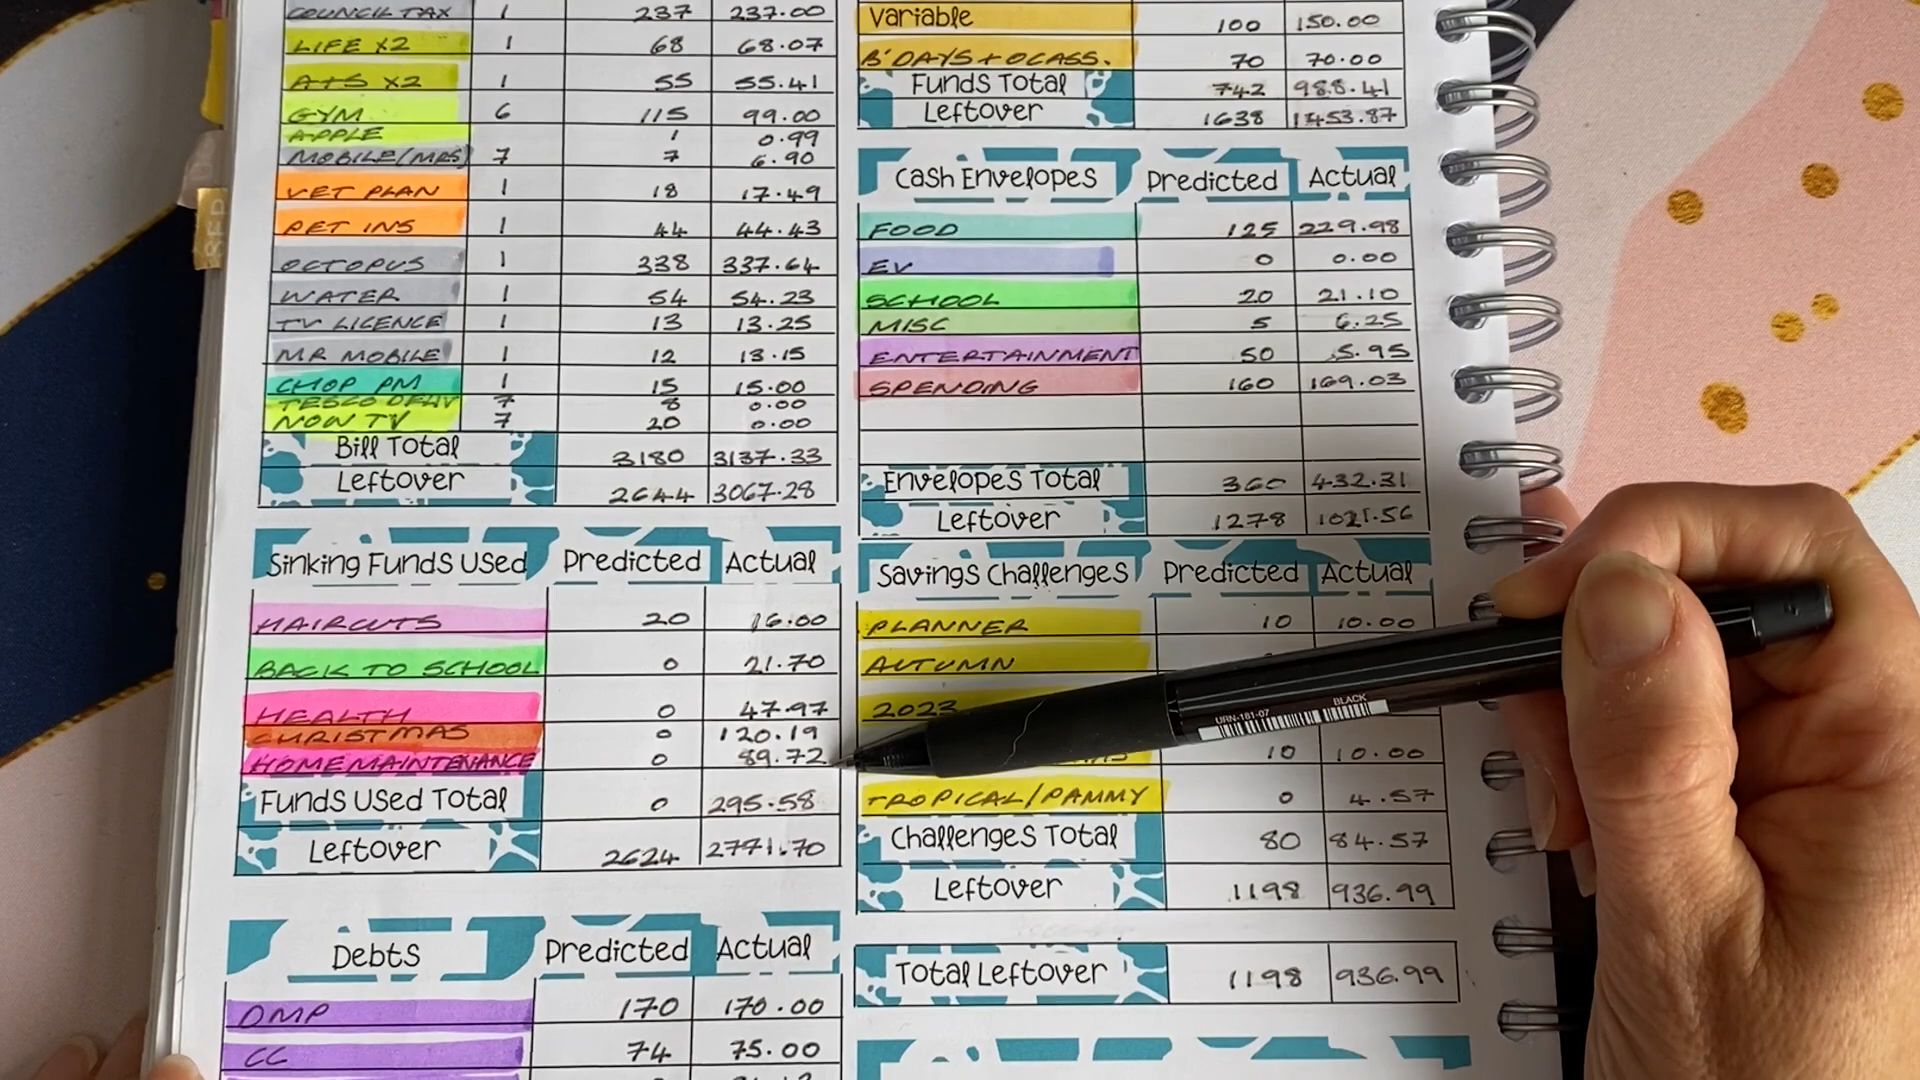 COUNCIL TAX 1 237 237.00
LIFE X2 1 68 68.07
A+S X2 1 55 55.41
GYM 6 115 99.00
APPLE 1 0.99
MOBILE (MRS) 7 7 6.90
VET PLAN 1 18 17.49
PET INS 1 44 44.43
OCTOPUS 1 338 337.64
WATER 1 54 54.23
TV LICENCE 1 13 13.25
MR MOBILE 1 12 13.15
CHOP PM 1 15 15.00
TESCO DELIV 7 8 0.00
NOW TV 7 20 0.00
Bill Total 3180 3137.33
Leftover 2644 3067.28
Sinking Funds Used Predicted Actual
HAIRCUTS 20 16.00
BACK TO SCHOOL 0 21.70
HEALTH 0 47.97
CHRISTMAS 0 120.19
HOME MAINTENANCE 0 89.72
Funds Used Total 0 295.58
Leftover 2624 2771.70
Debts Predicted Actual
DMP 170 170.00
CC 74 75.00
Variable 100 150.00
B'DAYS + OCASS. 70 70.00
Funds Total 742 988.41
Leftover 1638 1453.87
Cash Envelopes Predicted Actual
FOOD 125 229.98
EV 0 0.00
SCHOOL 20 21.10
MISC 5 6.25
ENTERTAINMENT 50 5.95
SPENDING 160 169.03
Envelopes Total 360 432.31
Leftover 1278 1021.56
Savings Challenges Predicted Actual
PLANNER 10 10.00
AUTUMN
2023
10 10.00
TROPICAL/PAMMY 0 4.57
Challenges Total 80 84.57
Leftover 1198 936.99
Total Leftover 1198 936.99
URN-181-07 BLACK